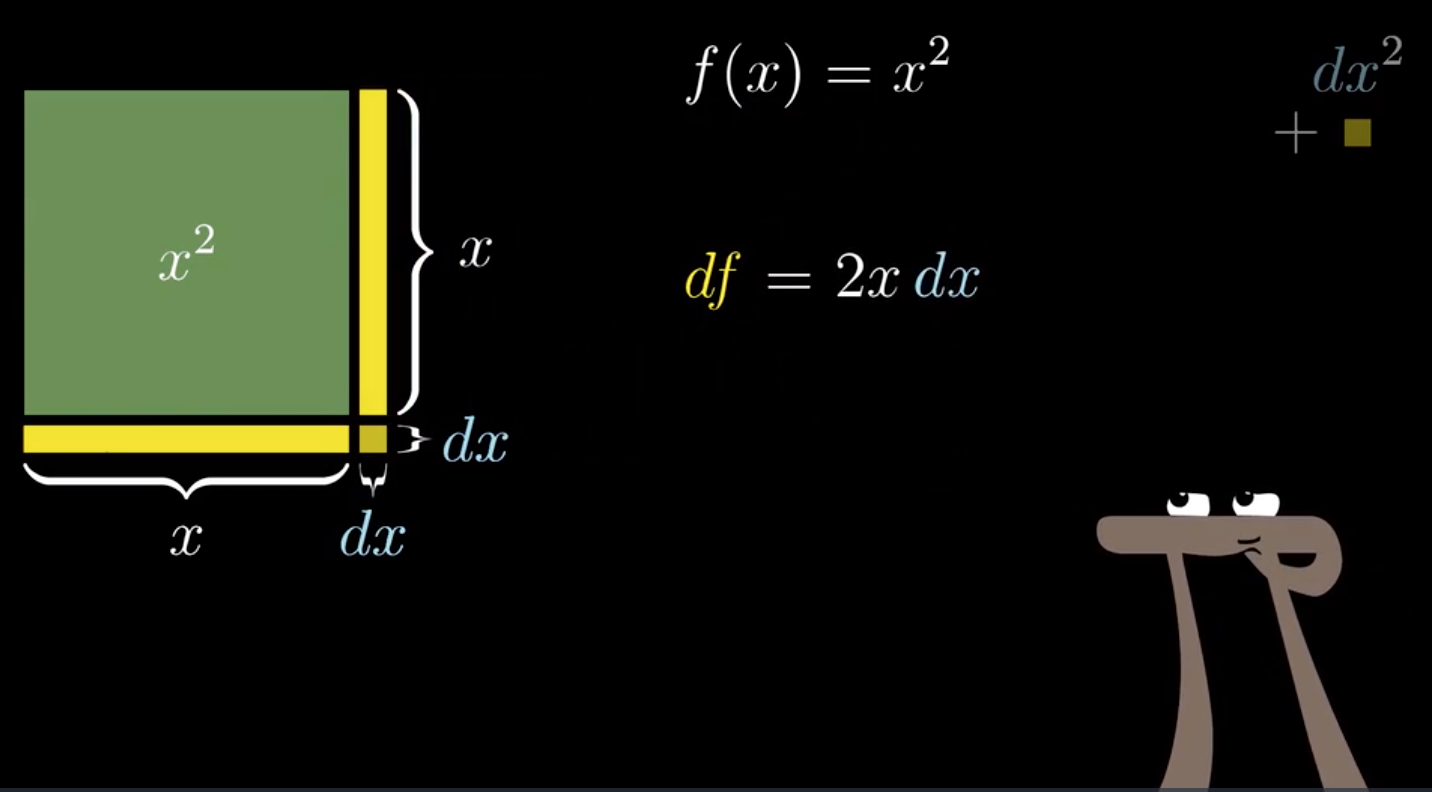 f(x) = x²
dx²
+
x²
x
df = 2x dx
dx
x
dx